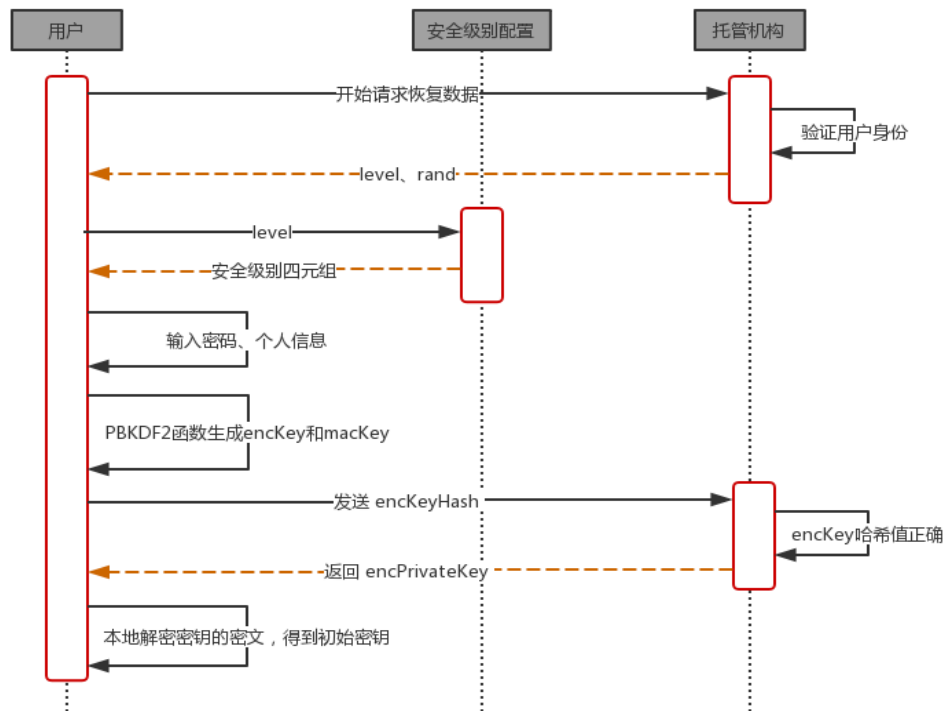 用户
安全级别配置
托管机构
开始请求恢复数据
验证用户身份
level、rand
level
安全级别四元组
输入密码、个人信息
PBKDF2函数生成encKey和macKey
发送 encKeyHash
encKey哈希值正确
返回 encPrivateKey
本地解密密钥的密文，得到初始密钥